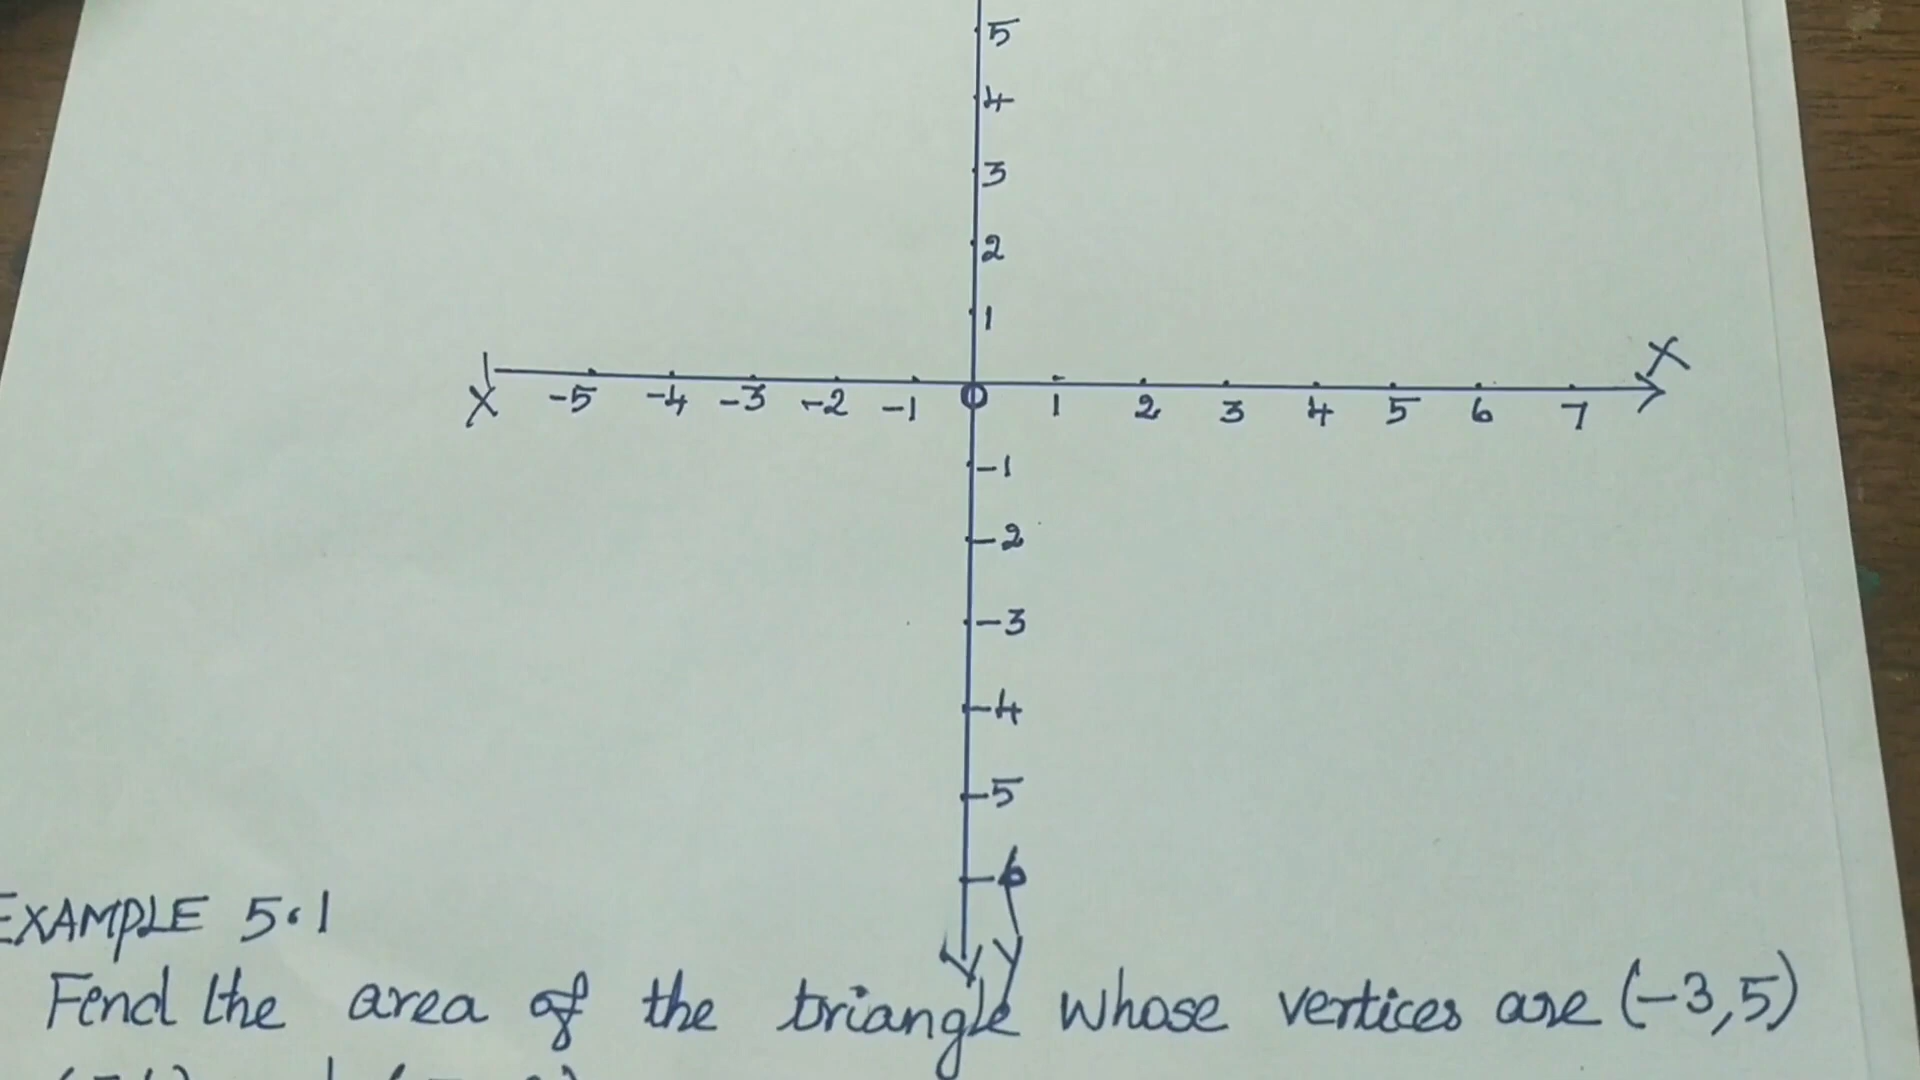 5
4
3
2
1
X
X -5 -4 -3 -2 -1 0 1 2 3 4 5 6 7
-1
-2
-3
-4
-5
-6
EXAMPLE 5.1
Y
Find the area of the triangle whose vertices are (-3,5)